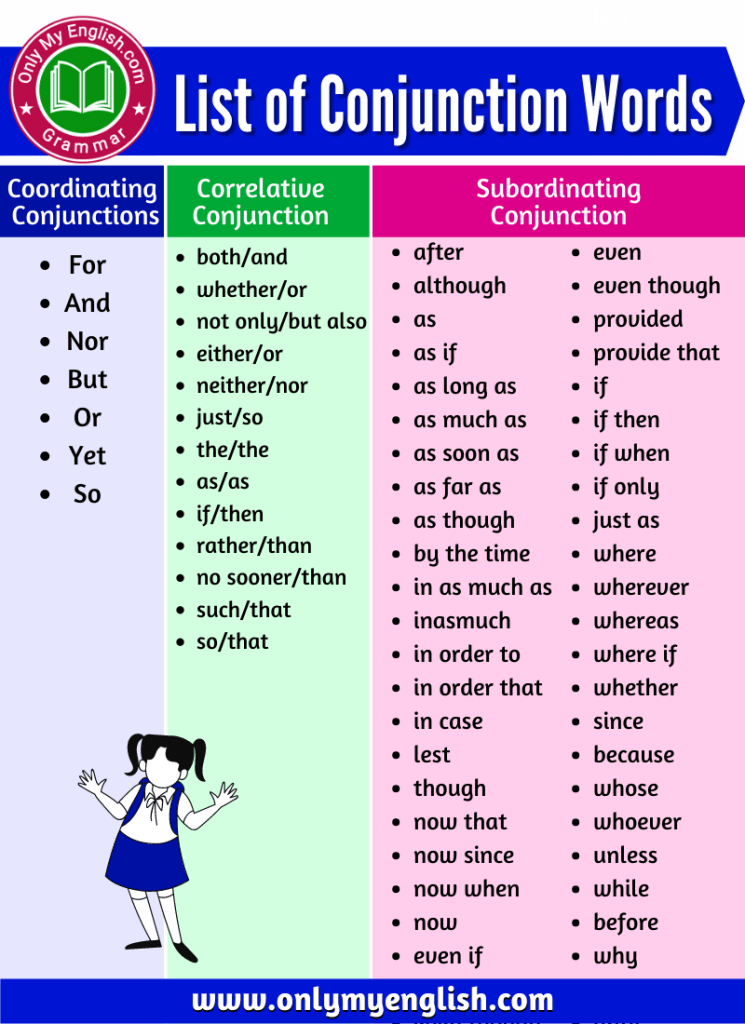 Only My English.com
Grammar
List of Conjunction Words
Coordinating
Conjunctions
For
And
Nor
But
Or
Yet
So
Correlative
Conjunction
both/and
whether/or
not only/but also
either/or
neither/nor
just/so
the/the
as/as
if/then
rather/than
no sooner/than
such/that
so/that
Subordinating
Conjunction
after
although
as
as if
as long as
as much as
as soon as
as far as
as though
by the time
in as much as
inasmuch
in order to
in order that
in case
lest
though
now that
now since
now when
now
even if
even
even though
provided
provide that
if
if then
if when
if only
just as
where
wherever
whereas
where if
whether
since
because
whose
whoever
unless
while
before
why
www.onlymyenglish.com